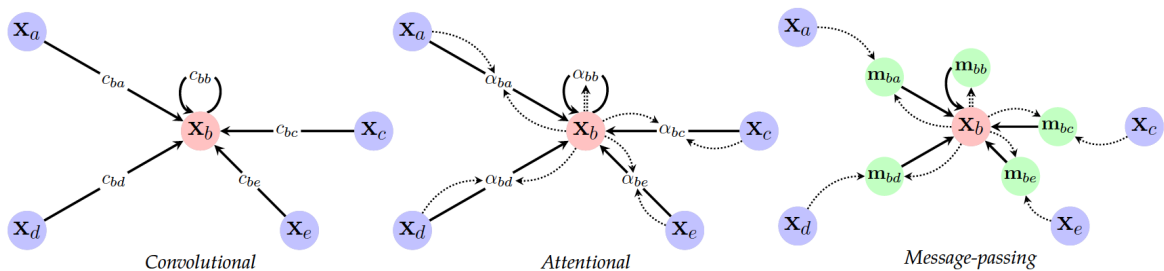 x_a
c_ba
c_bb
x_b
c_bc
x_c
c_bd
c_be
x_d
x_e
Convolutional
x_a
α_ba
α_bb
x_b
α_bc
x_c
α_bd
α_be
x_d
x_e
Attentional
x_a
m_ba
m_bb
x_b
m_bc
x_c
m_bd
m_be
x_d
x_e
Message-passing